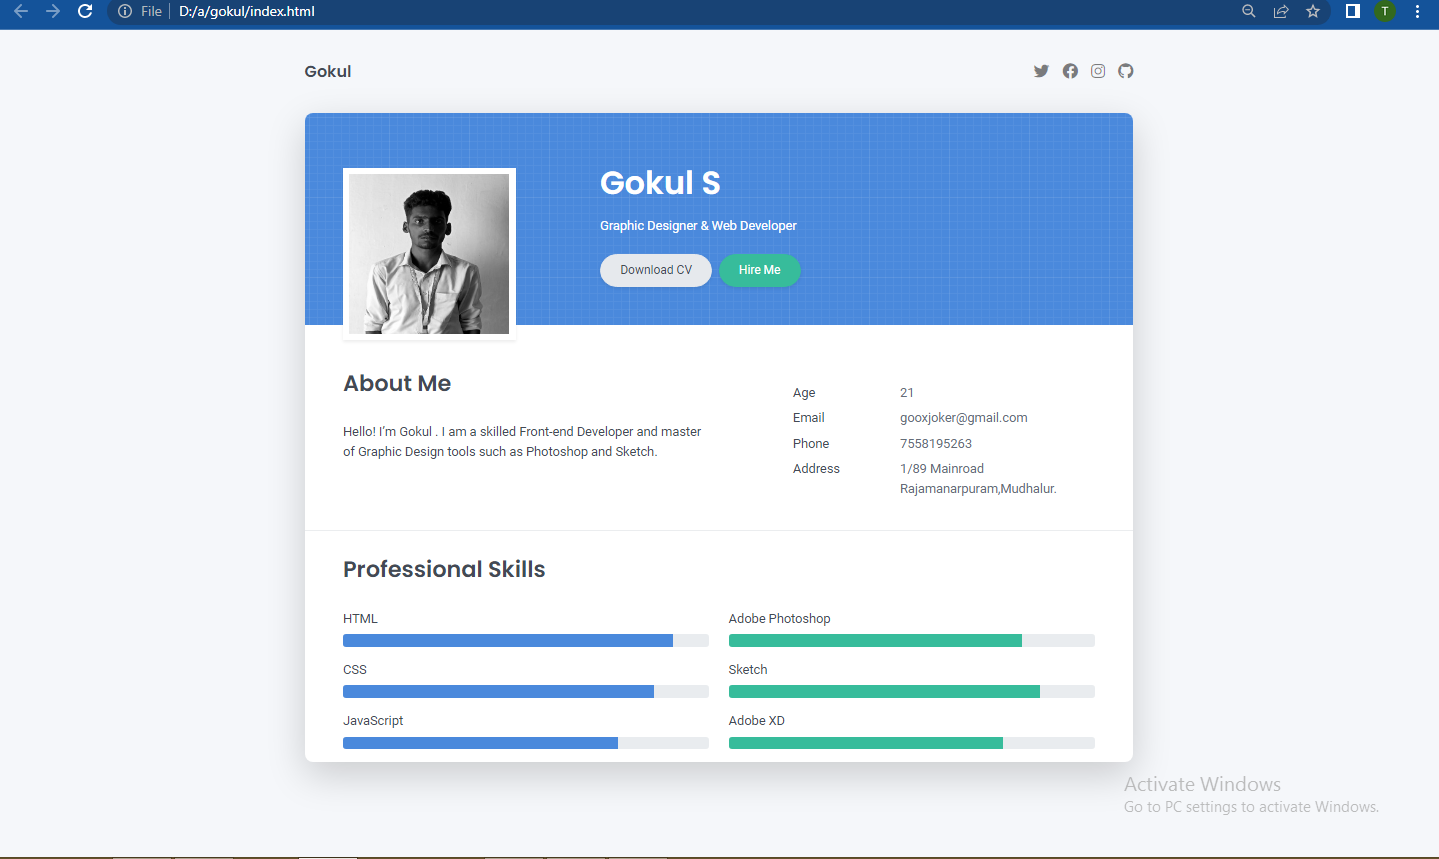 File D:/a/gokul/index.html
T
Gokul
Gokul S
Graphic Designer & Web Developer
Download CV Hire Me
About Me
Hello! I’m Gokul . I am a skilled Front-end Developer and master
of Graphic Design tools such as Photoshop and Sketch.
Age 21
Email gooxjoker@gmail.com
Phone 7558195263
Address 1/89 Mainroad
Rajamanarpuram,Mudhalur.
Professional Skills
HTML Adobe Photoshop
CSS Sketch
JavaScript Adobe XD
Activate Windows
Go to PC settings to activate Windows.